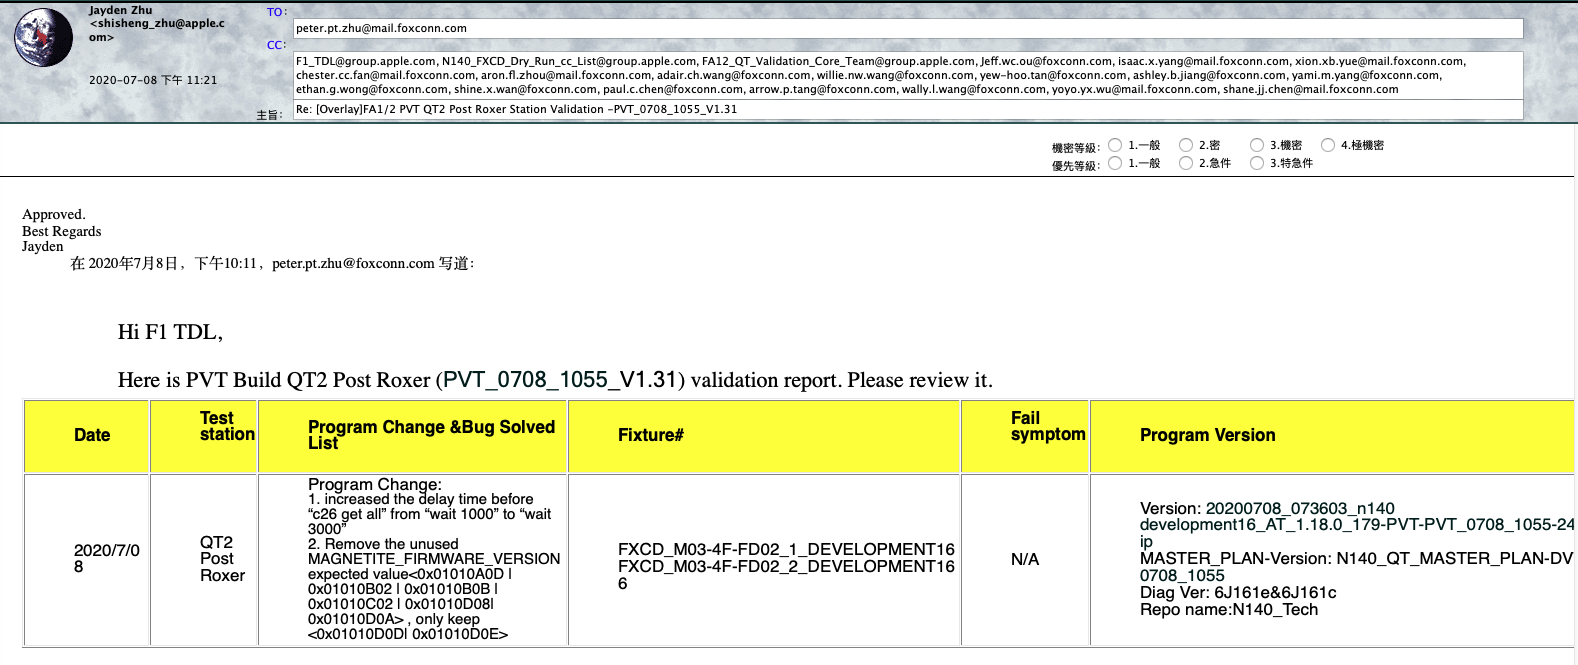 Jayden Zhu
<shisheng_zhu@apple.c
om>
2020-07-08 下午 11:21
TO:
peter.pt.zhu@mail.foxconn.com
CC:
F1_TDL@group.apple.com, N140_FXCD_Dry_Run_cc_List@group.apple.com, FA12_QT_Validation_Core_Team@group.apple.com, Jeff.wc.ou@foxconn.com, isaac.x.yang@mail.foxconn.com, xion.xb.yue@mail.foxconn.com,
chester.cc.fan@mail.foxconn.com, aron.fl.zhou@mail.foxconn.com, adair.ch.wang@foxconn.com, willie.nw.wang@foxconn.com, yew-hoo.tan@foxconn.com, ashley.b.jiang@foxconn.com, yami.m.yang@foxconn.com,
ethan.g.wong@foxconn.com, shine.x.wan@foxconn.com, paul.c.chen@foxconn.com, arrow.p.tang@foxconn.com, wally.l.wang@foxconn.com, yoyo.yx.wu@mail.foxconn.com, shane.jj.chen@mail.foxconn.com
主旨:
Re: [Overlay]FA1/2 PVT QT2 Post Roxer Station Validation -PVT_0708_1055_V1.31
機密等級: 1.一般 2.密 3.機密 4.極機密
優先等級: 1.一般 2.急件 3.特急件
Approved.
Best Regards
Jayden
在 2020年7月8日，下午10:11，peter.pt.zhu@foxconn.com 写道：
Hi F1 TDL,
Here is PVT Build QT2 Post Roxer (PVT_0708_1055_V1.31) validation report. Please review it.
Date
Test
station
Program Change &Bug Solved
List
Fixture#
Fail
symptom
Program Version
2020/7/0
8
QT2
Post
Roxer
Program Change:
1. increased the delay time before
“c26 get all” from “wait 1000” to “wait
3000”
2. Remove the unused
MAGNETITE_FIRMWARE_VERSION
expected value<0x01010A0D |
0x01010B02 | 0x01010B0B |
0x01010C02 | 0x01010D08|
0x01010D0A> , only keep
<0x01010D0D| 0x01010D0E>
FXCD_M03-4F-FD02_1_DEVELOPMENT16
FXCD_M03-4F-FD02_2_DEVELOPMENT16
6
N/A
Version: 20200708_073603_n140
development16_AT_1.18.0_179-PVT-PVT_0708_1055-24
ip
MASTER_PLAN-Version: N140_QT_MASTER_PLAN-DV
0708_1055
Diag Ver: 6J161e&6J161c
Repo name:N140_Tech